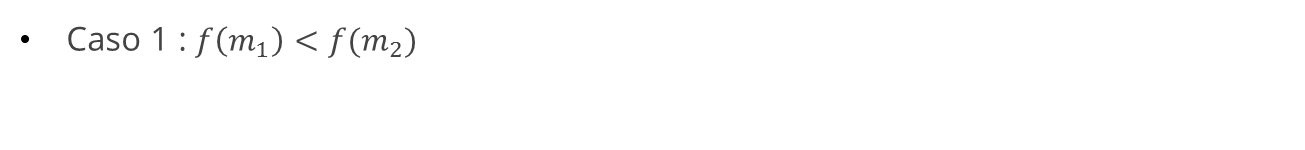 • Caso 1 : f(m₁) < f(m₂)